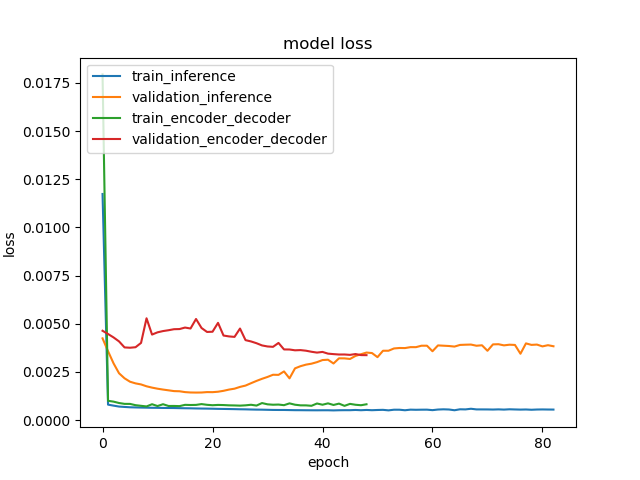 model loss
train_inference
validation_inference
train_encoder_decoder
validation_encoder_decoder
0.0175
0.0150
0.0125
0.0100
0.0075
0.0050
0.0025
0.0000
loss
0 20 40 60 80
epoch